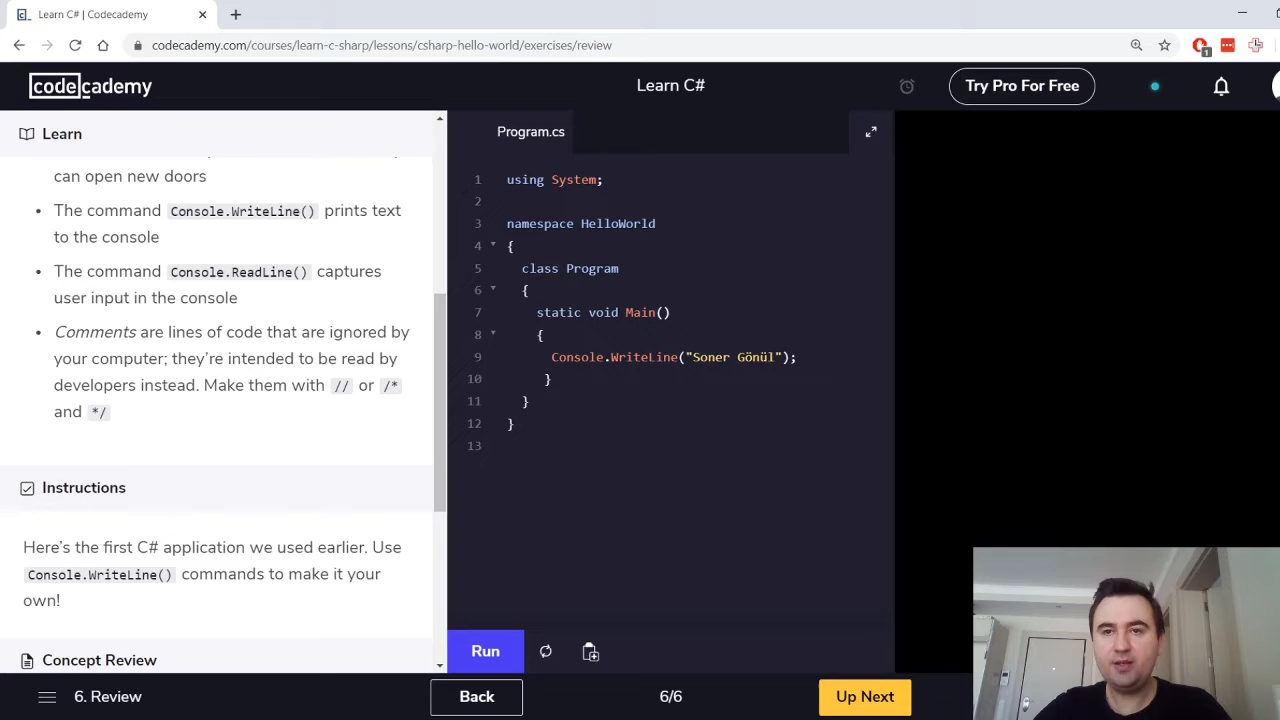 Learn C# | Codecademy
codecademy.com/courses/learn-c-sharp/lessons/csharp-hello-world/exercises/review
1
codecademy
Learn C#
Try Pro For Free
Learn
can open new doors
• The command Console.WriteLine() prints text
to the console
• The command Console.ReadLine() captures
user input in the console
• Comments are lines of code that are ignored by
your computer; they're intended to be read by
developers instead. Make them with // or /*
and */
Instructions
Here's the first C# application we used earlier. Use
Console.WriteLine() commands to make it your
own!
Concept Review
Program.cs
1 using System;
2
3 namespace HelloWorld
4 {
5 class Program
6 {
7 static void Main()
8 {
9 Console.WriteLine("Soner Gönül");
10 }
11 }
12 }
13
Run
6. Review
Back
6/6
Up Next